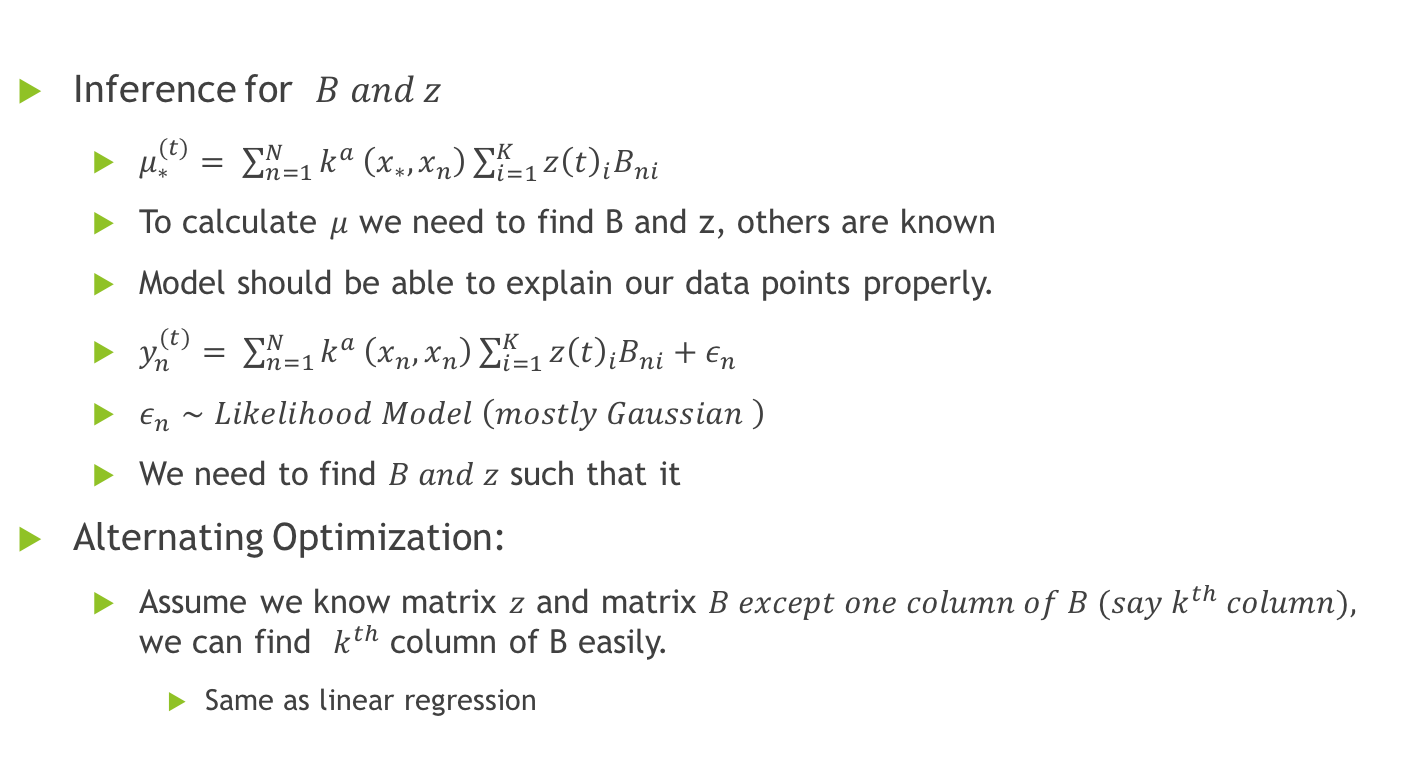 Inference for B and z
μ_*^(t) = ∑_{n=1}^N k^a (x_*, x_n) ∑_{i=1}^K z(t)_i B_{ni}
To calculate μ we need to find B and z, others are known
Model should be able to explain our data points properly.
y_n^(t) = ∑_{n=1}^N k^a (x_n, x_n) ∑_{i=1}^K z(t)_i B_{ni} + ϵ_n
ϵ_n ~ Likelihood Model (mostly Gaussian )
We need to find B and z such that it
Alternating Optimization:
Assume we know matrix z and matrix B except one column of B (say k^th column),
we can find k^th column of B easily.
Same as linear regression